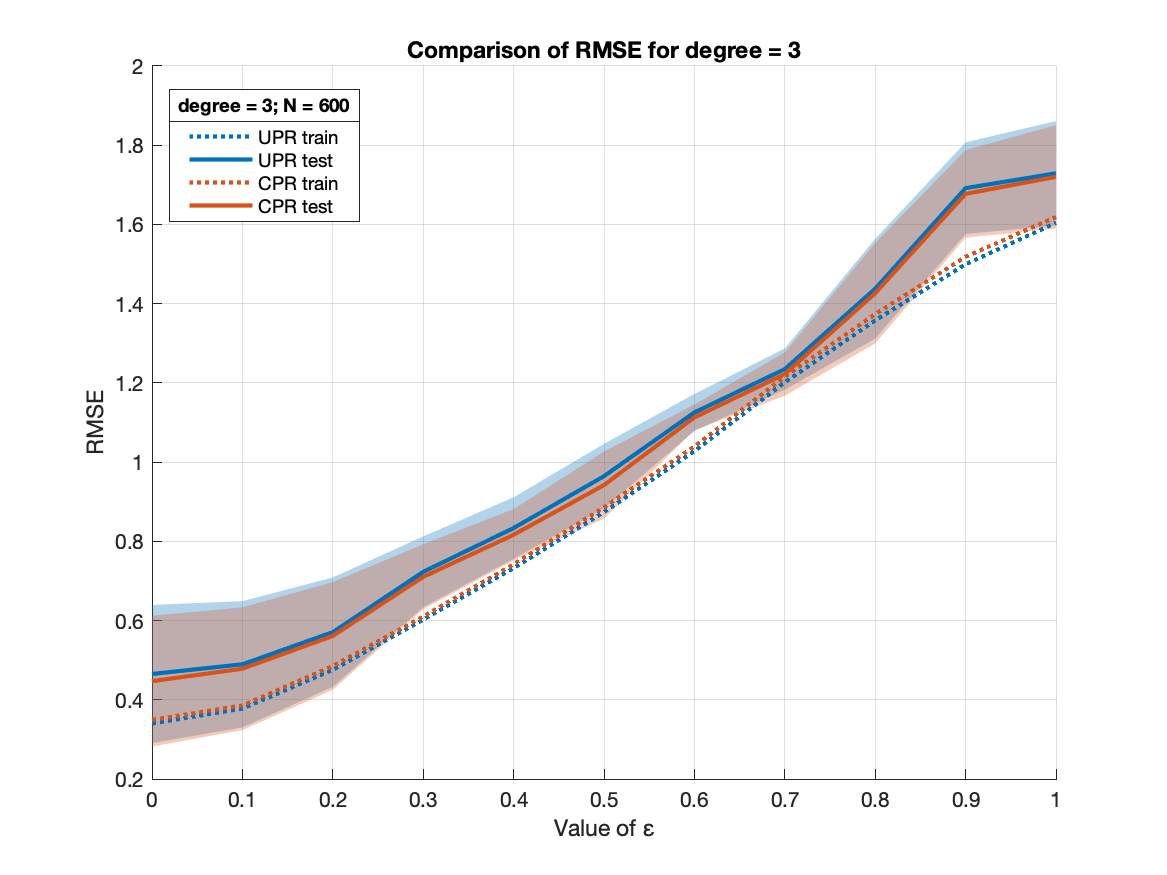 Comparison of RMSE for degree = 3
degree = 3; N = 600
UPR train
UPR test
CPR train
CPR test
RMSE
2
1.8
1.6
1.4
1.2
1
0.8
0.6
0.4
0.2
0 0.1 0.2 0.3 0.4 0.5 0.6 0.7 0.8 0.9 1
Value of ε